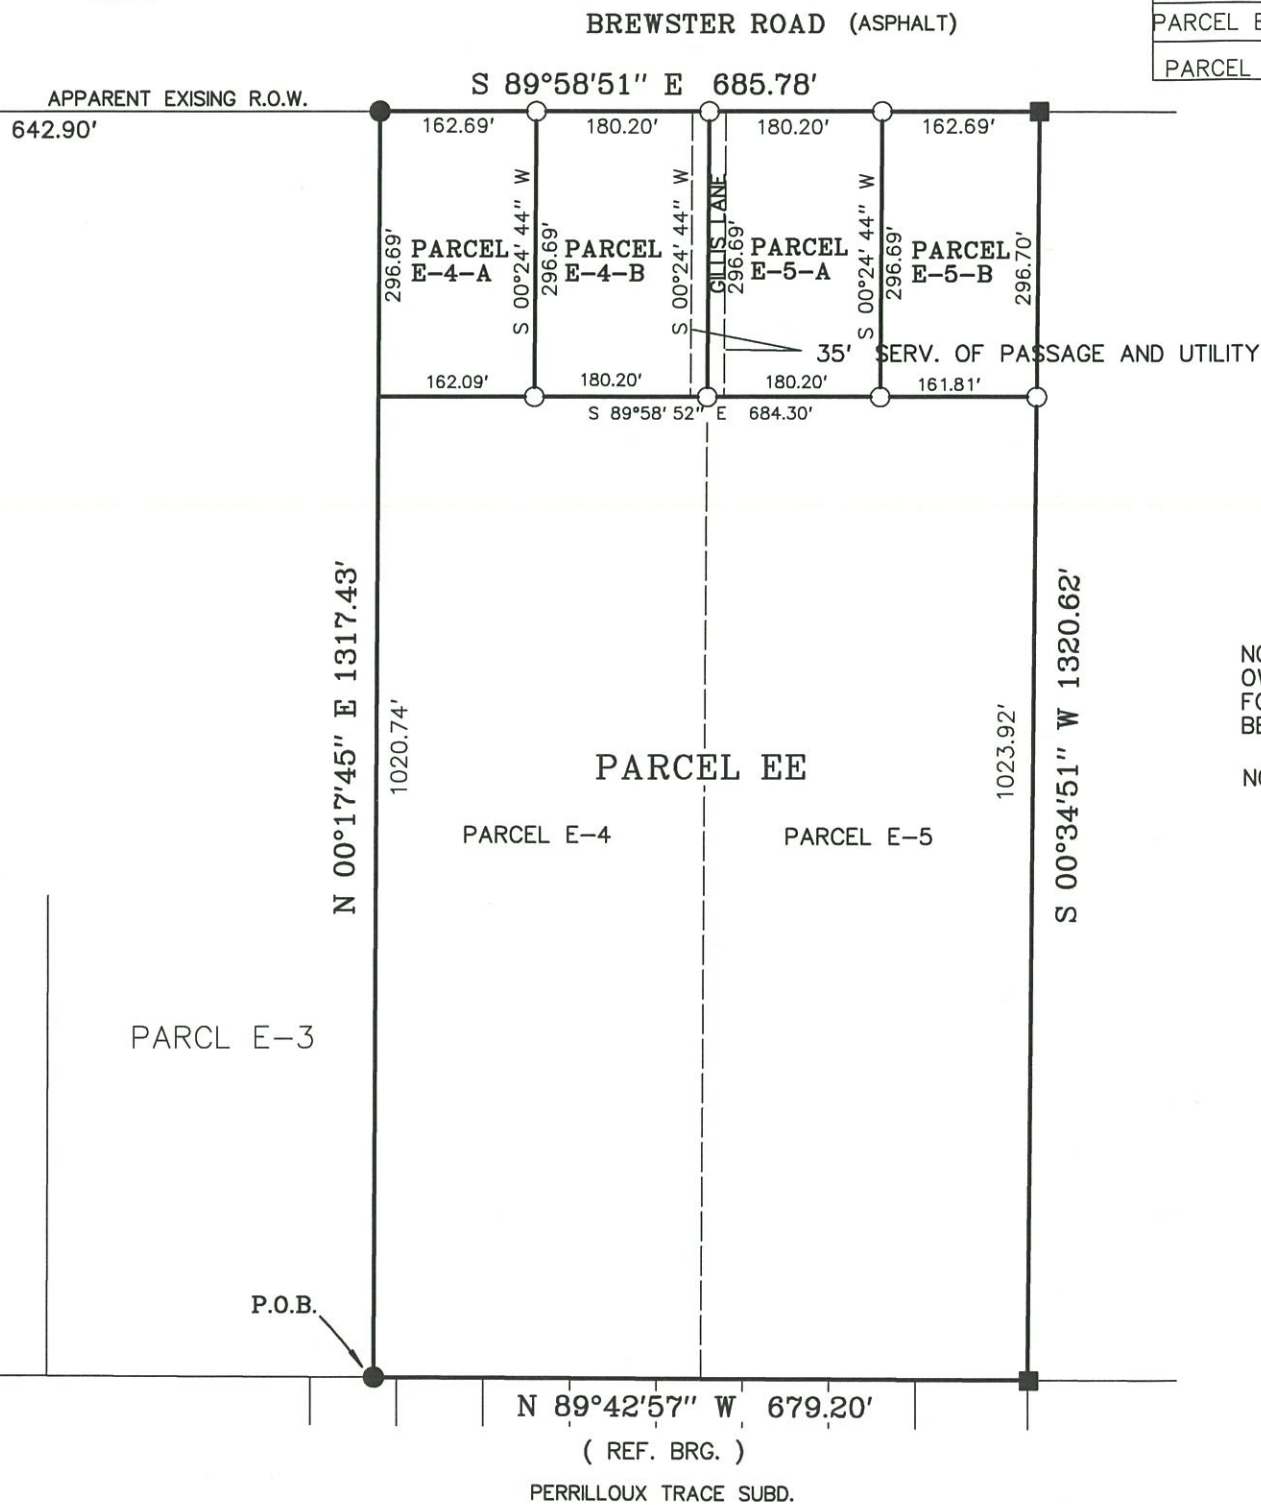 BREWSTER ROAD (ASPHALT)
PARCEL E
PARCEL
S 89°58'51" E 685.78'
APPARENT EXISING R.O.W.
642.90'
162.69'
180.20'
180.20'
162.69'
296.69'
PARCEL
E-4-A
S 00°24'44" W
296.69'
PARCEL
E-4-B
S 00°24'44" W
GILLIS LANE
296.69'
PARCEL
E-5-A
S 00°24'44" W
296.69'
PARCEL
E-5-B
296.70'
35' SERV. OF PASSAGE AND UTILITY
162.09'
180.20'
180.20'
161.81'
S 89°58'52" E 684.30'
N 00°17'45" E 1317.43'
1020.74'
PARCEL EE
PARCEL E-4
PARCEL E-5
1023.92'
S 00°34'51" W 1320.62'
PARCL E-3
P.O.B.
N 89°42'57" W 679.20'
( REF. BRG. )
PERRILLOUX TRACE SUBD.